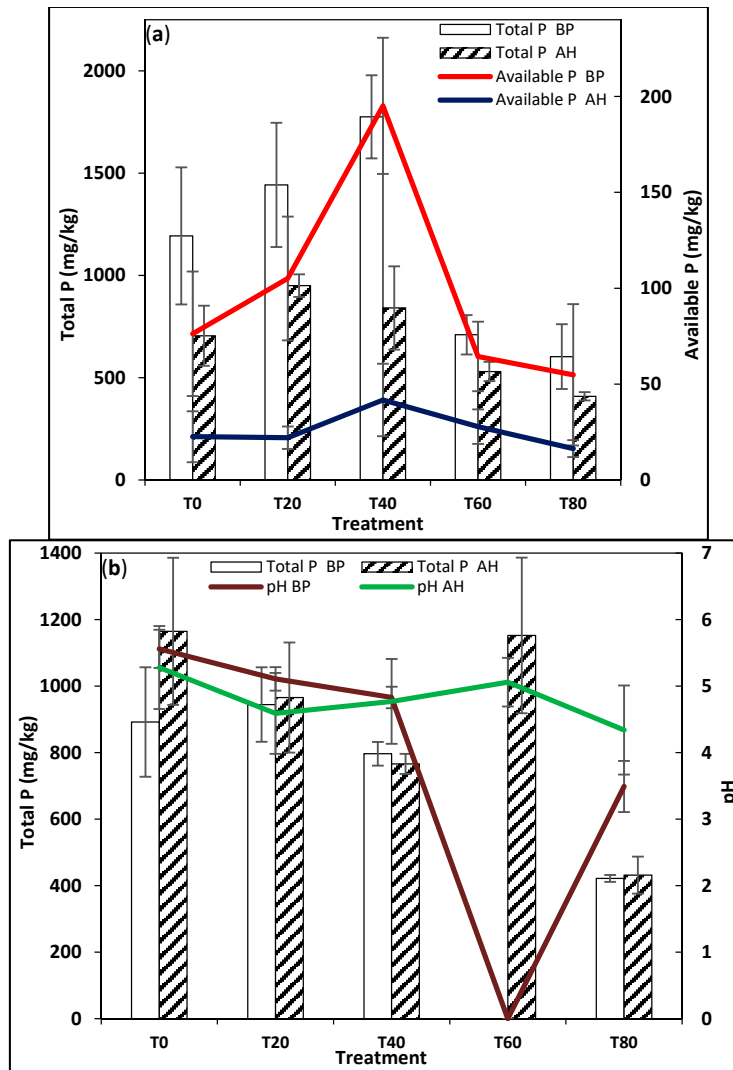 (a)
Total P BP
Total P AH
Available P BP
Available P AH
2000
1500
1000
500
0
Total P (mg/kg)
200
150
100
50
0
Available P (mg/kg)
T0 T20 T40 T60 T80
Treatment
(b)
Total P BP Total P AH
pH BP pH AH
1400
1200
1000
800
600
400
200
0
Total P (mg/kg)
7
6
5
4
3
2
1
0
pH
T0 T20 T40 T60 T80
Treatment